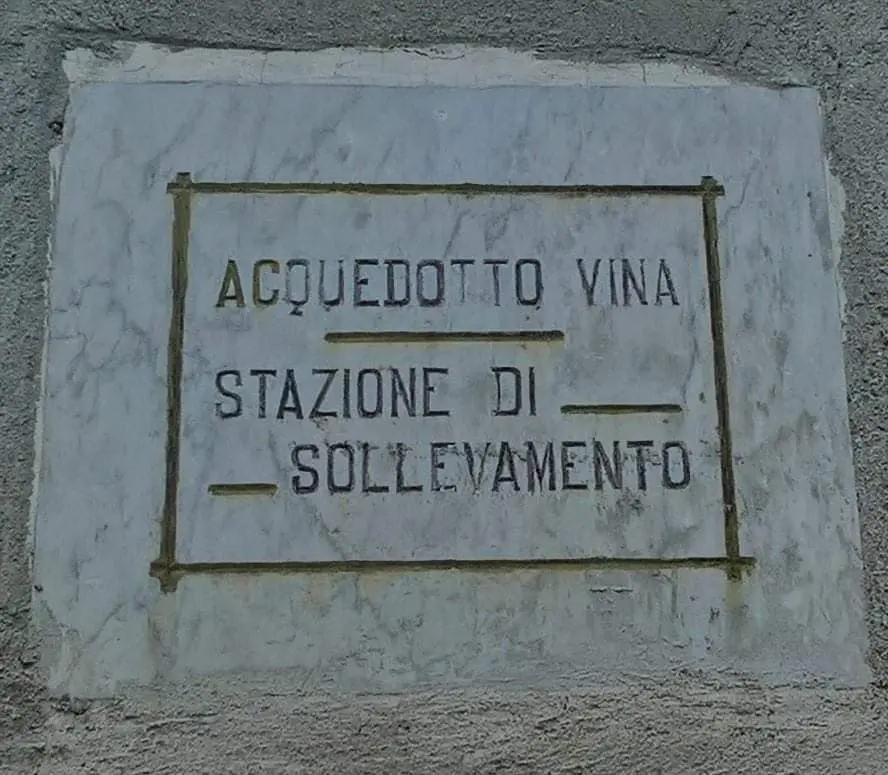 ACQUEDOTTO VINA
STAZIONE DI
SOLLEVAMENTO